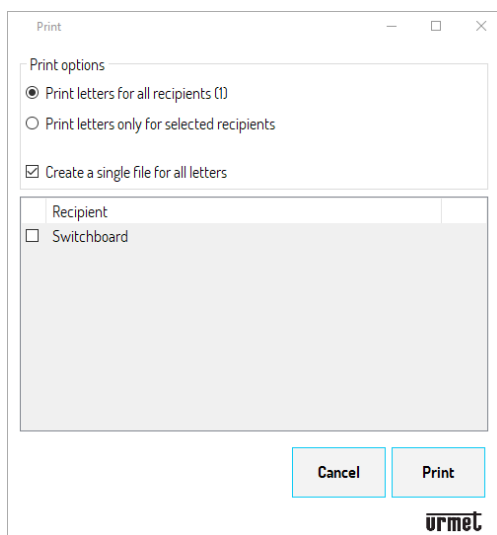 Print
Print options
Print letters for all recipients (1)
Print letters only for selected recipients
Create a single file for all letters
Recipient
Switchboard
Cancel
Print
urmet